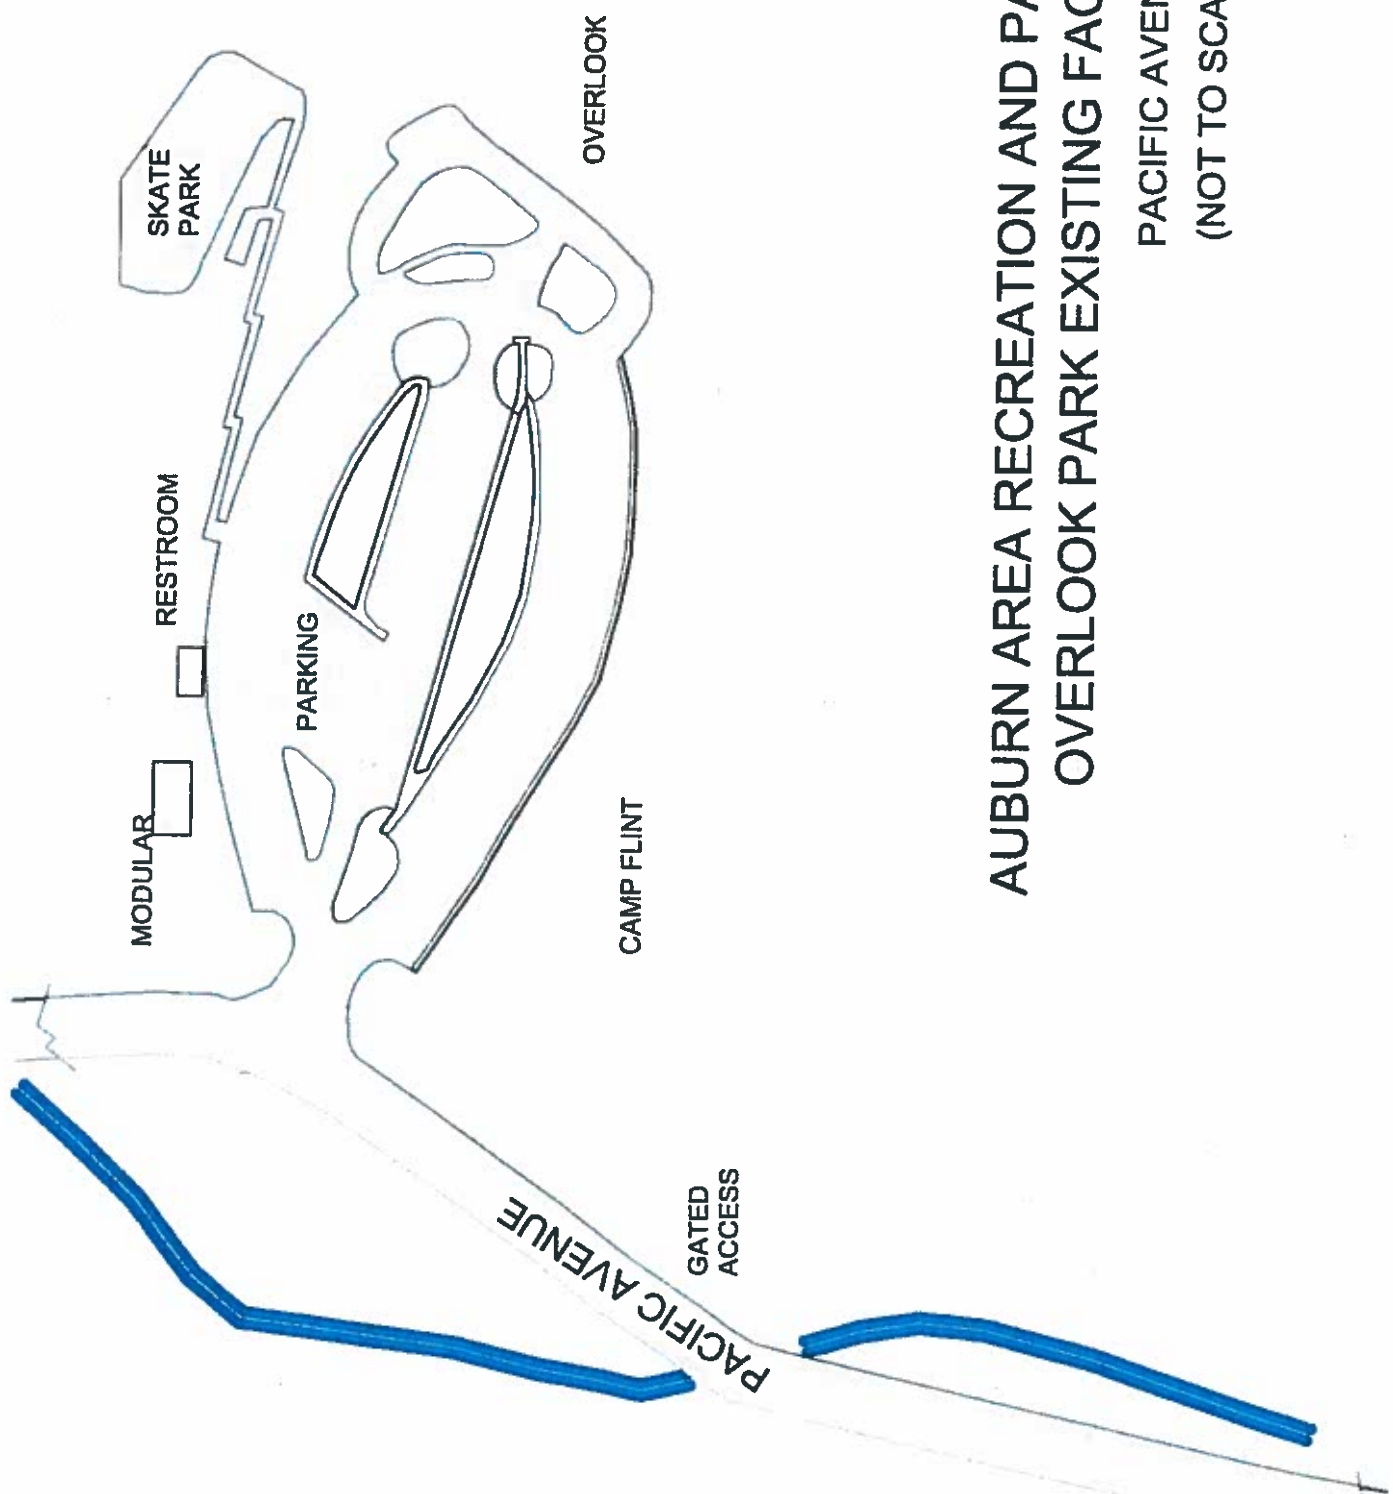 SKATE
PARK
OVERLOOK
RESTROOM
PARKING
MODULAR
CAMP FLINT
GATED
ACCESS
PACIFIC AVENUE
AUBURN AREA RECREATION AND PA
OVERLOOK PARK EXISTING FAC
PACIFIC AVEN
(NOT TO SCA